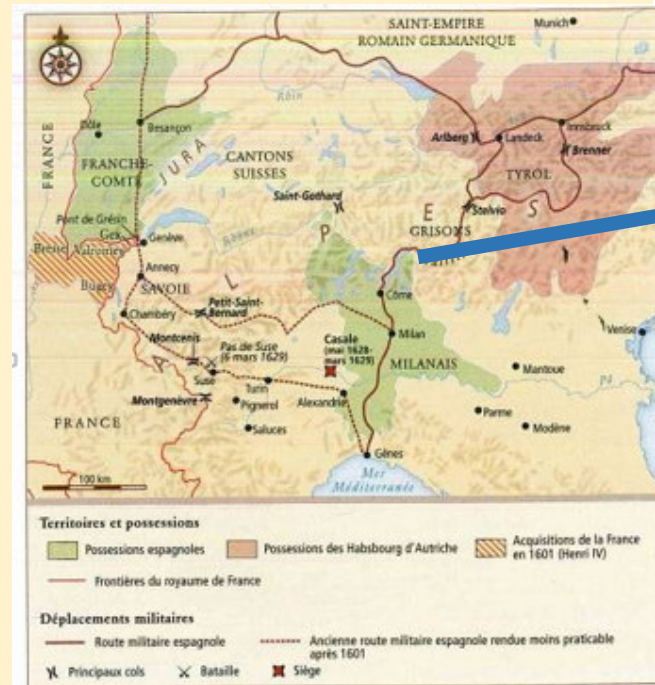 SAINT-EMPIRE
ROMAIN GERMANIQUE
Munich
Rhin
FRANCE
Dôle
Besançon
FRANCHE-
COMTÉ
JURA
CANTONS
SUISSES
Arlberg
Landeck
Innsbruck
Brenner
TYROL
Saint-Gothard
Stelvio
GRISONS
ALPES
Pont de Grésin
Gex
Genève
Rhône
Bresse
Valromey
Bugey
Annecy
SAVOIE
Chambéry
Petit-Saint-
Bernard
Côme
Milan
MILANAIS
Venise
Montcenis
Pas de Suse
(6 mars 1629)
Casale
(mai 1628-
mars 1629)
Suse
Turin
Mantoue
Pô
Montgenèvre
Pignerol
Alexandrie
Saluces
Parme
Modène
FRANCE
Gênes
Mer
Méditerranée
100 km
Territoires et possessions
Possessions espagnoles
Possessions des Habsbourg d'Autriche
Acquisitions de la France
en 1601 (Henri IV)
Frontières du royaume de France
Déplacements militaires
Route militaire espagnole
Ancienne route militaire espagnole rendue moins praticable
après 1601
Principaux cols
Bataille
Siège